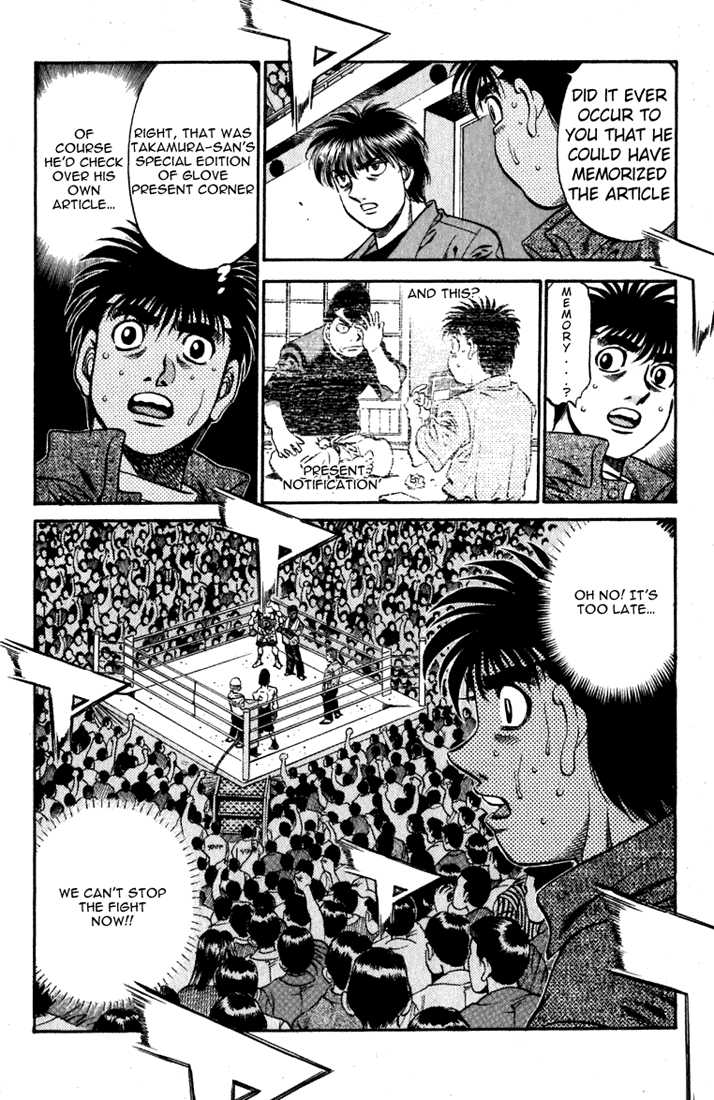 DID IT EVER
OCCUR TO
YOU THAT HE
COULD HAVE
MEMORIZED
THE ARTICLE
RIGHT, THAT WAS
TAKAMURA-SAN'S
SPECIAL EDITION
OF GLOVE
PRESENT CORNER
OF
COURSE
HE'D CHECK
OVER HIS
OWN
ARTICLE...
?
MEMORY...?
AND THIS?
'PRESENT
NOTIFICATION'
OH NO! IT'S
TOO LATE...
WE CAN'T STOP
THE FIGHT
NOW!!